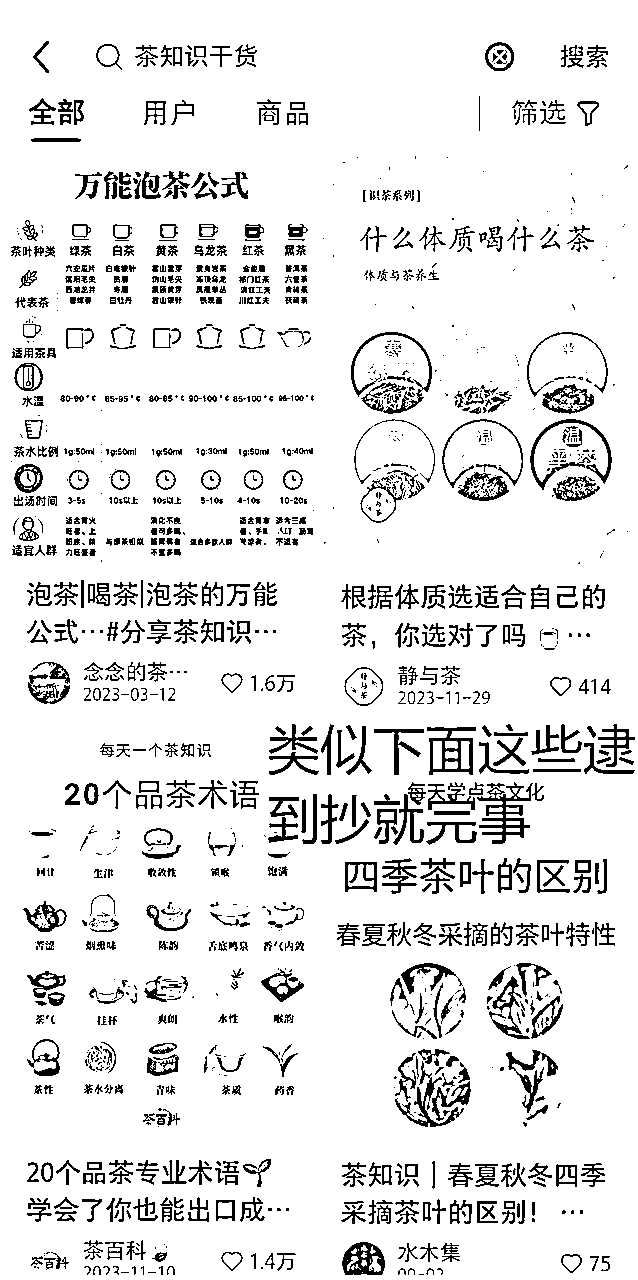 茶知识干货
搜索
全部
用户
商品
筛选
万能泡茶公式
茶叶种类
绿茶
白茶
黄茶
乌龙茶
红茶
黑茶
代表茶
适用茶具
水温
80-90°c
85-95°c
80-85°c
90-100°c
85-100°c
95-100°c
茶水比例
1g:50ml
1g:50ml
1g:50ml
1g:30ml
1g:50ml
1g:40ml
出汤时间
3-5s
10s以上
10s以上
5-10s
4-10s
10-20s
适宜人群
泡茶|喝茶|泡茶的万能
公式…#分享茶知识…
念念的茶…
2023-03-12
1.6万
[识茶系列]
什么体质喝什么茶
体质与茶养生
根据体质选适合自己的
茶，你选对了吗 …
静与茶
2023-11-29
414
类似下面这些逮
到抄就完事
每天一个茶知识
20个品茶术语
回甘
生津
收敛性
锁喉
饱满
苦涩
烟熏味
陈韵
舌底鸣泉
香气内敛
茶气
挂杯
爽朗
水性
喉韵
茶性
茶水分离
青味
茶质
药香
茶百科
20个品茶专业术语
学会了你也能出口成…
茶百科
2023-11-10
1.4万
每天学点茶文化
四季茶叶的区别
春夏秋冬采摘的茶叶特性
茶知识｜春夏秋冬四季
采摘茶叶的区别！ …
水木集
75